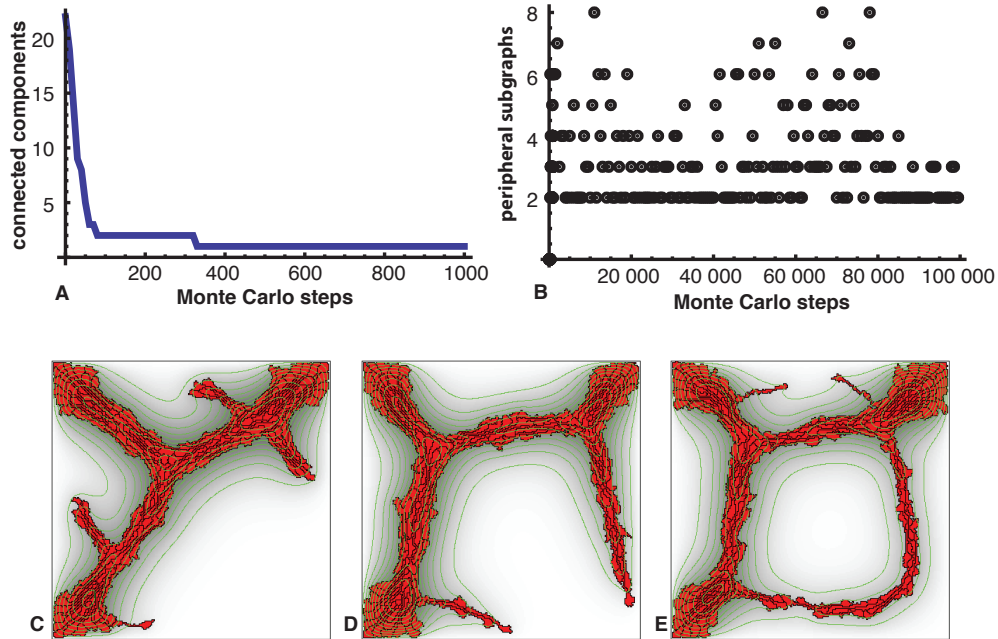 connected components
20
15
10
5
200
400
600
800
1000
Monte Carlo steps
A
peripheral subgraphs
8
6
4
2
20 000
40 000
60 000
80 000
100 000
Monte Carlo steps
B
C
D
E